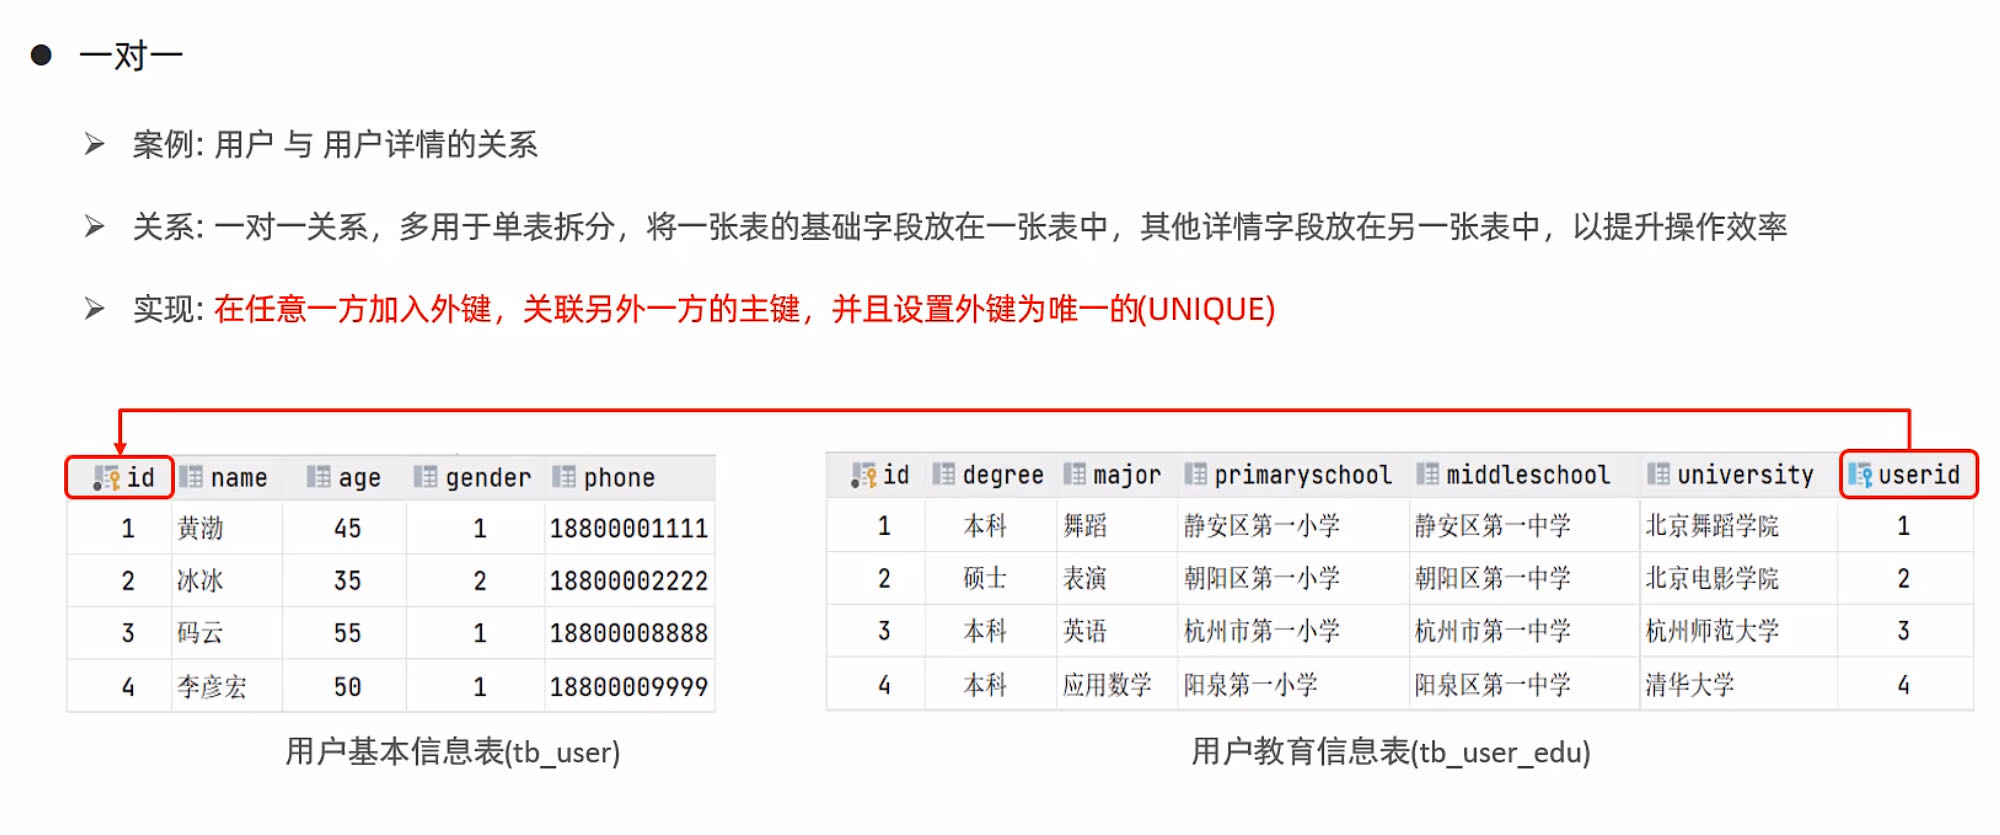 ● 一对一
➢ 案例: 用户 与 用户详情的关系
➢ 关系: 一对一关系，多用于单表拆分，将一张表的基础字段放在一张表中，其他详情字段放在另一张表中，以提升操作效率
➢ 实现: 在任意一方加入外键，关联另外一方的主键，并且设置外键为唯一的(UNIQUE)
id name age gender phone
1 黄渤 45 1 18800001111
2 冰冰 35 2 18800002222
3 码云 55 1 18800008888
4 李彦宏 50 1 18800009999
用户基本信息表(tb_user)
id degree major primaryschool middleschool university userid
1 本科 舞蹈 静安区第一小学 静安区第一中学 北京舞蹈学院 1
2 硕士 表演 朝阳区第一小学 朝阳区第一中学 北京电影学院 2
3 本科 英语 杭州市第一小学 杭州市第一中学 杭州师范大学 3
4 本科 应用数学 阳泉第一小学 阳泉区第一中学 清华大学 4
用户教育信息表(tb_user_edu)